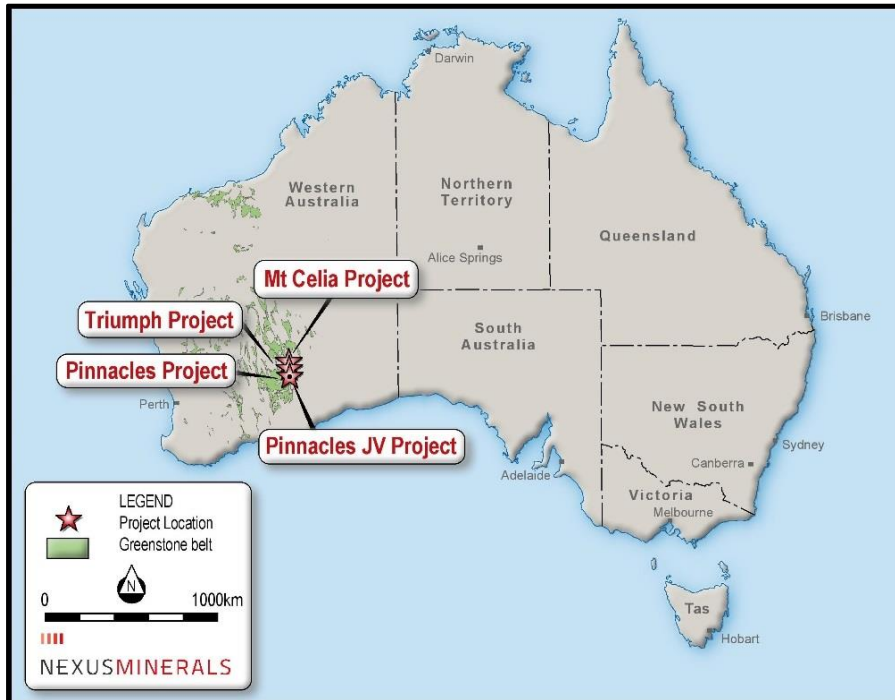 Darwin
Western
Australia
Northern
Territory
Queensland
Alice Springs
Mt Celia Project
Triumph Project
South
Australia
Brisbane
Pinnacles Project
Perth
New South
Wales
Pinnacles JV Project
Sydney
Adelaide
Canberra
Victoria
Melbourne
LEGEND
Project Location
Greenstone belt
N
0 1000km
NEXUSMINERALS
Tas
Hobart